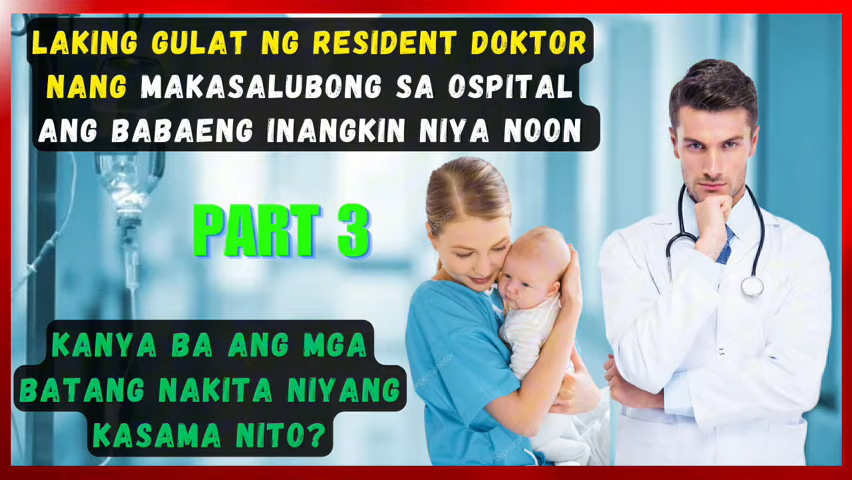 LAKING GULAT NG RESIDENT DOKTOR
NANG MAKASALUBONG SA OSPITAL
ANG BABAENG INANGKIN NIYA NOON
PART 3
KANYA BA ANG MGA
BATANG NAKITA NIYANG
KASAMA NITO?